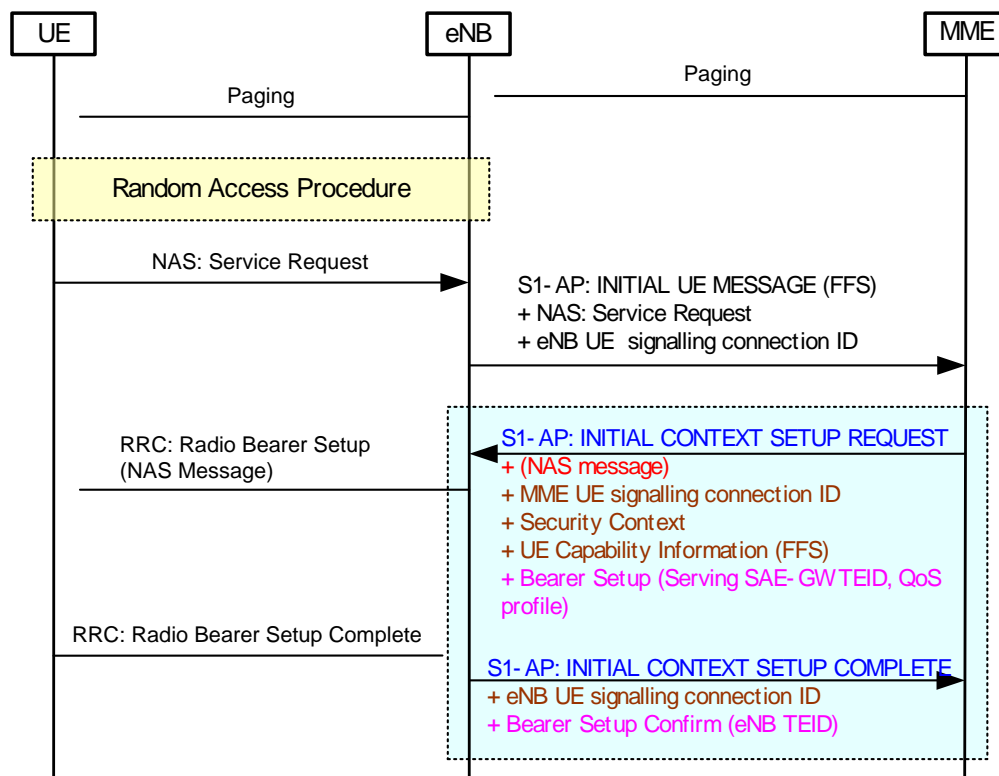 UE
eNB
MME
Paging
Paging
Random Access Procedure
NAS: Service Request
S1- AP: INITIAL UE MESSAGE (FFS)
+ NAS: Service Request
+ eNB UE signalling connection ID
RRC: Radio Bearer Setup
(NAS Message)
S1- AP: INITIAL CONTEXT SETUP REQUEST
+ (NAS message)
+ MME UE signalling connection ID
+ Security Context
+ UE Capability Information (FFS)
+ Bearer Setup (Serving SAE- GW TEID, QoS
profile)
RRC: Radio Bearer Setup Complete
S1- AP: INITIAL CONTEXT SETUP COMPLETE
+ eNB UE signalling connection ID
+ Bearer Setup Confirm (eNB TEID)